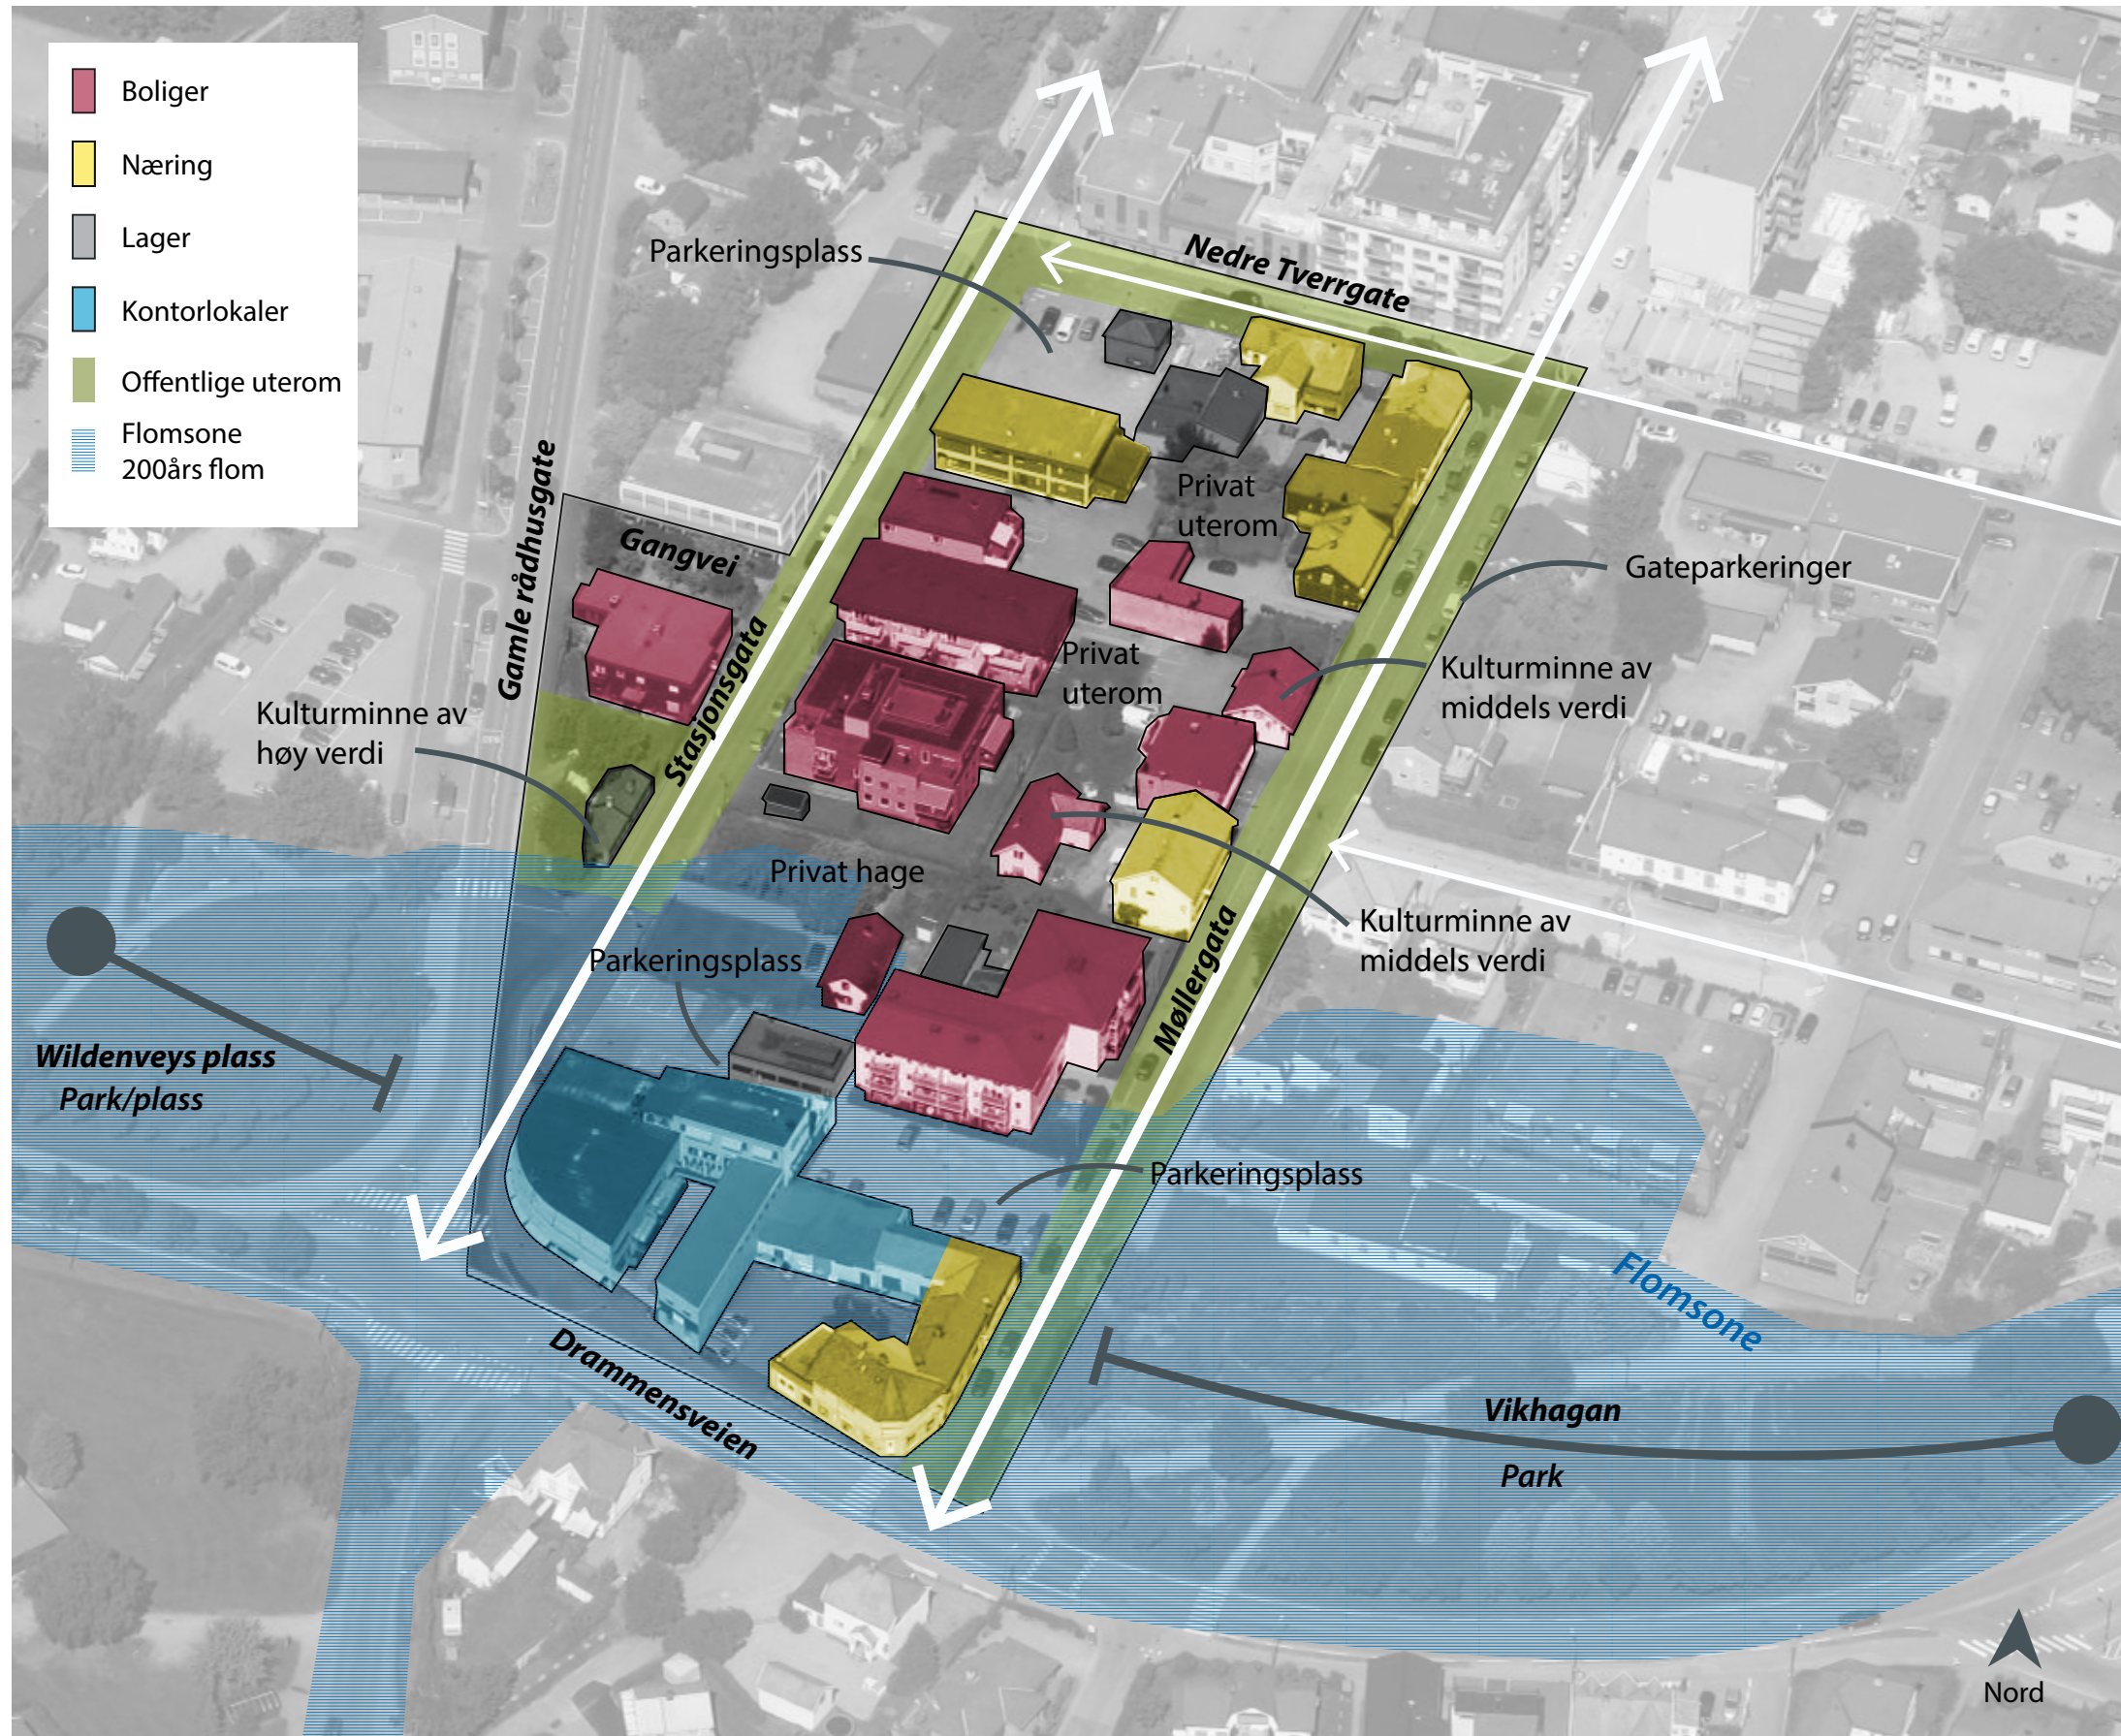 Boliger
Næring
Lager
Kontorlokaler
Offentlige uterom
Flomsone
200års flom
Parkeringsplass
Nedre Tverrgate
Privat
uterom
Gamle rådhusgate
Gangvei
Gateparkeringer
Stasjonsgata
Privat
uterom
Kulturminne av
middels verdi
Kulturminne av
høy verdi
Privat hage
Kulturminne av
middels verdi
Parkeringsplass
Møllergata
Wildenveys plass
Park/plass
Parkeringsplass
Flomsone
Drammensveien
Vikhagan
Park
Nord